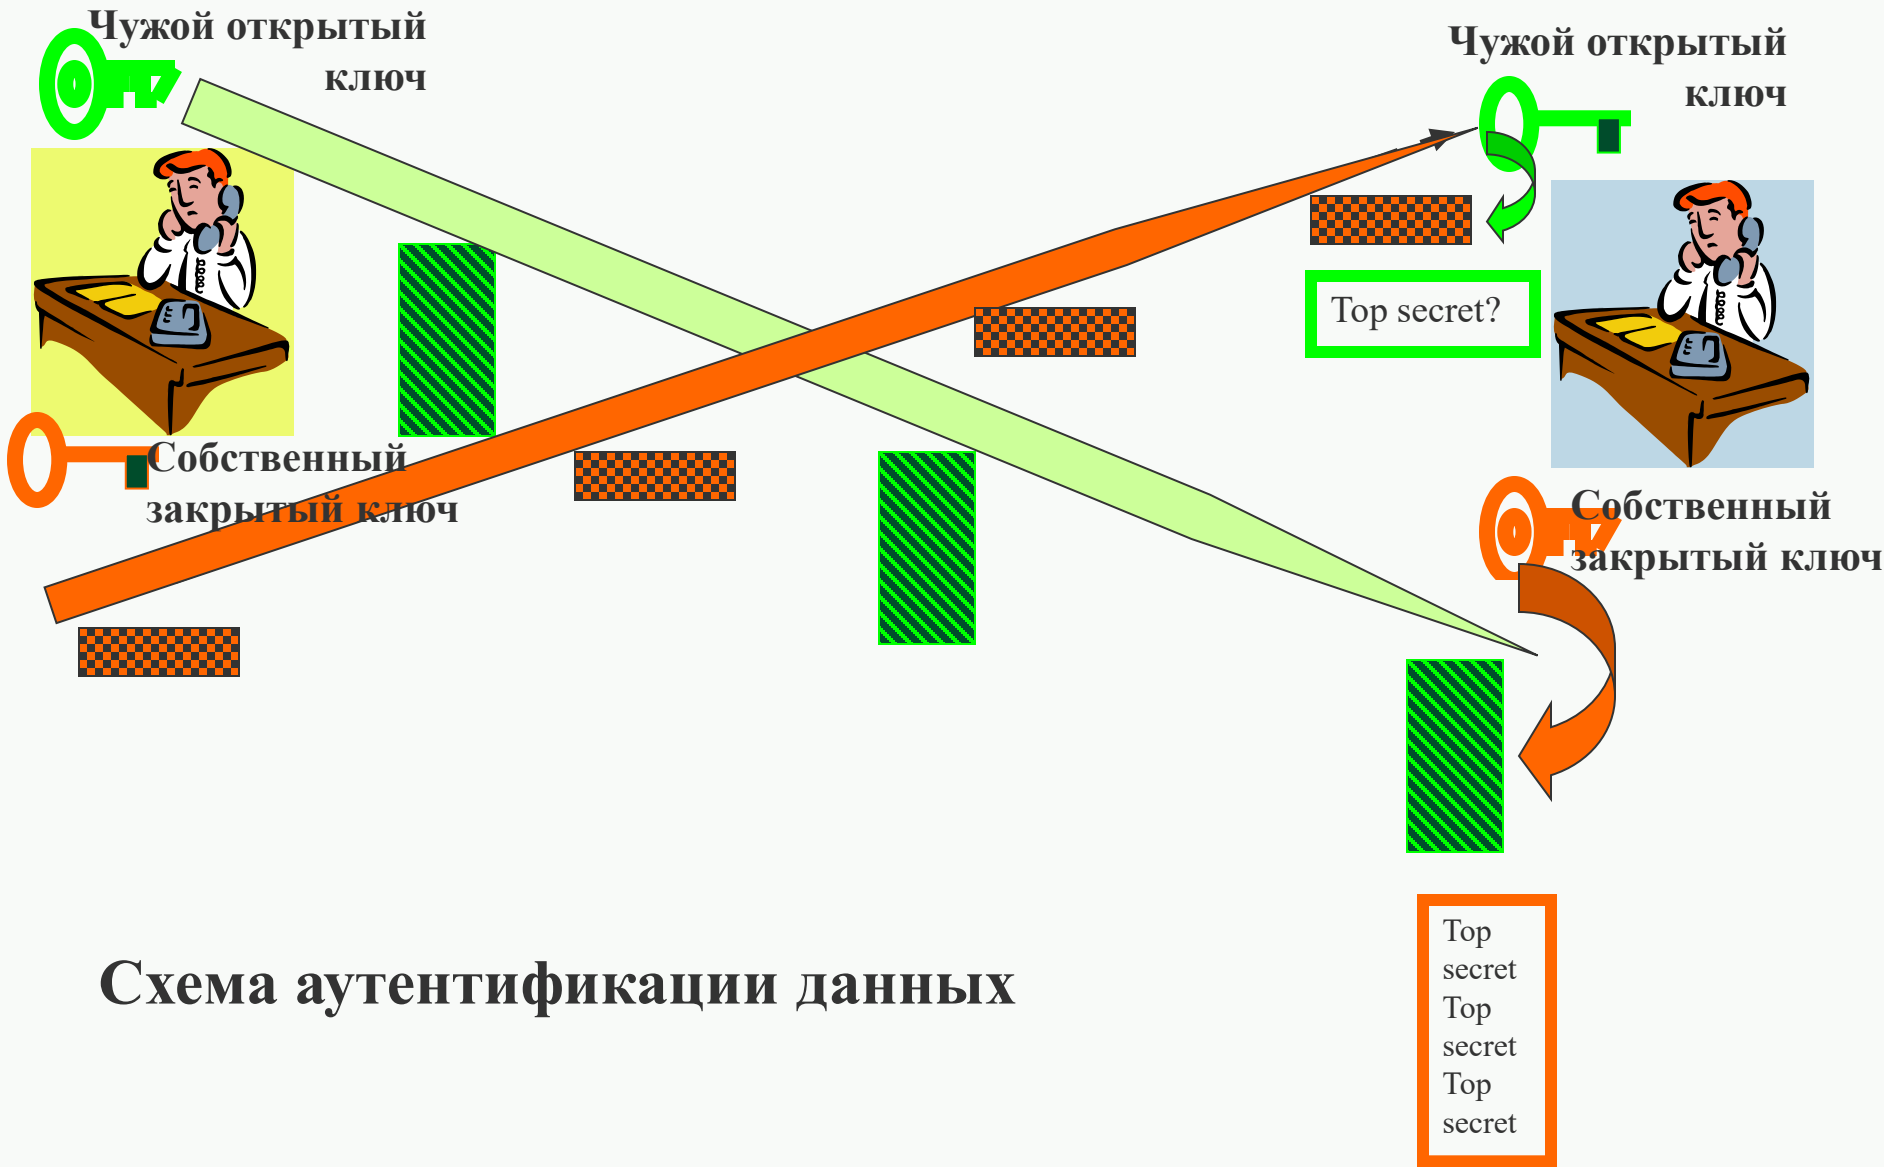 Чужой открытый
ключ
Чужой открытый
ключ
Top secret?
Собственный
закрытый ключ
Собственный
закрытый ключ
Top
secret
Top
secret
Top
secret
Схема аутентификации данных